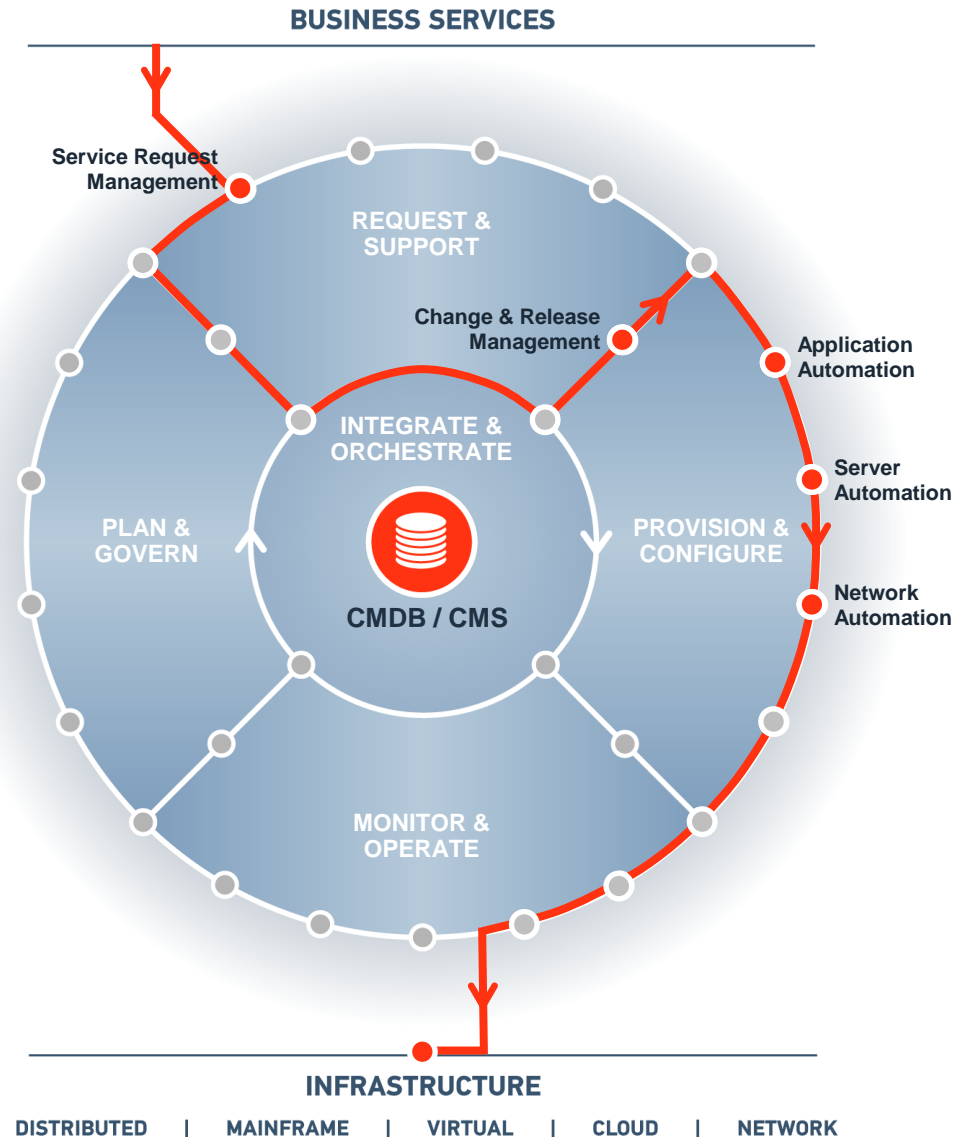 BUSINESS SERVICES
Service Request
Management
REQUEST &
SUPPORT
Change & Release
Management
Application
Automation
INTEGRATE &
ORCHESTRATE
Server
Automation
PLAN &
GOVERN
PROVISION &
CONFIGURE
Network
Automation
CMDB / CMS
MONITOR &
OPERATE
INFRASTRUCTURE
DISTRIBUTED | MAINFRAME | VIRTUAL | CLOUD | NETWORK